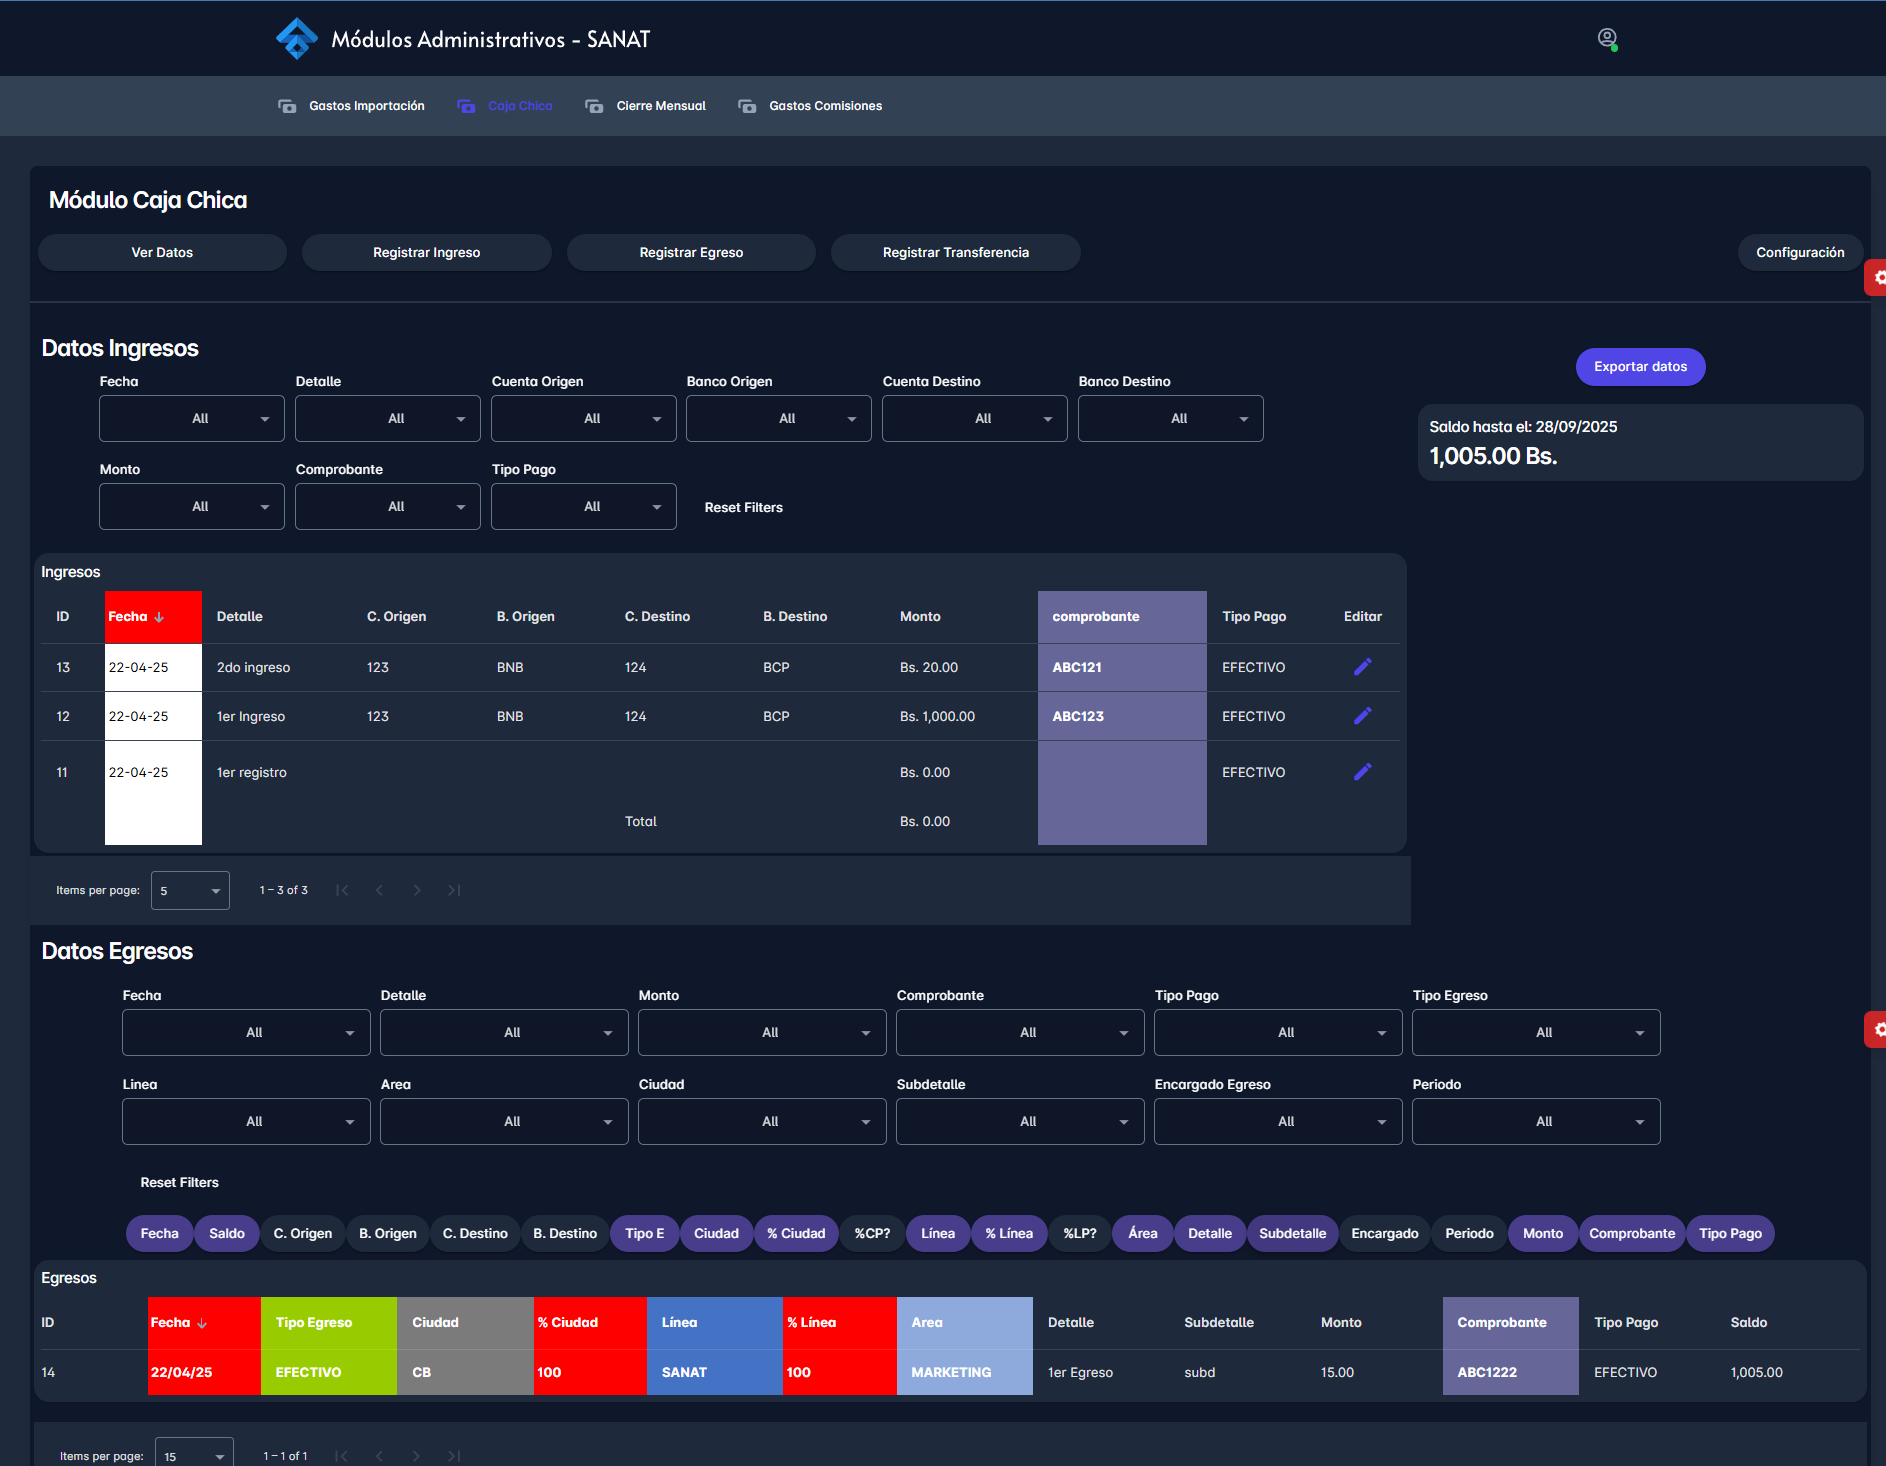 Módulos Administrativos - SANAT
Gastos Importación Caja Chica Cierre Mensual Gastos Comisiones
Módulo Caja Chica
Ver Datos Registrar Ingreso Registrar Egreso Registrar Transferencia Configuración
Datos Ingresos
Exportar datos
Fecha Detalle Cuenta Origen Banco Origen Cuenta Destino Banco Destino
All All All All All All
Saldo hasta el: 28/09/2025
1,005.00 Bs.
Monto Comprobante Tipo Pago
All All All Reset Filters
Ingresos
ID Fecha Detalle C. Origen B. Origen C. Destino B. Destino Monto comprobante Tipo Pago Editar
13 22-04-25 2do ingreso 123 BNB 124 BCP Bs. 20.00 ABC121 EFECTIVO
12 22-04-25 1er Ingreso 123 BNB 124 BCP Bs. 1,000.00 ABC123 EFECTIVO
11 22-04-25 1er registro Bs. 0.00 EFECTIVO
Total Bs. 0.00
Items per page: 5 1 – 3 of 3
Datos Egresos
Fecha Detalle Monto Comprobante Tipo Pago Tipo Egreso
All All All All All All
Linea Area Ciudad Subdetalle Encargado Egreso Periodo
All All All All All All
Reset Filters
Fecha Saldo C. Origen B. Origen C. Destino B. Destino Tipo E Ciudad % Ciudad %CP? Línea % Línea %LP? Área Detalle Subdetalle Encargado Periodo Monto Comprobante Tipo Pago
Egresos
ID Fecha Tipo Egreso Ciudad % Ciudad Línea % Línea Area Detalle Subdetalle Monto Comprobante Tipo Pago Saldo
14 22/04/25 EFECTIVO CB 100 SANAT 100 MARKETING 1er Egreso subd 15.00 ABC1222 EFECTIVO 1,005.00
Items per page: 15 1 – 1 of 1